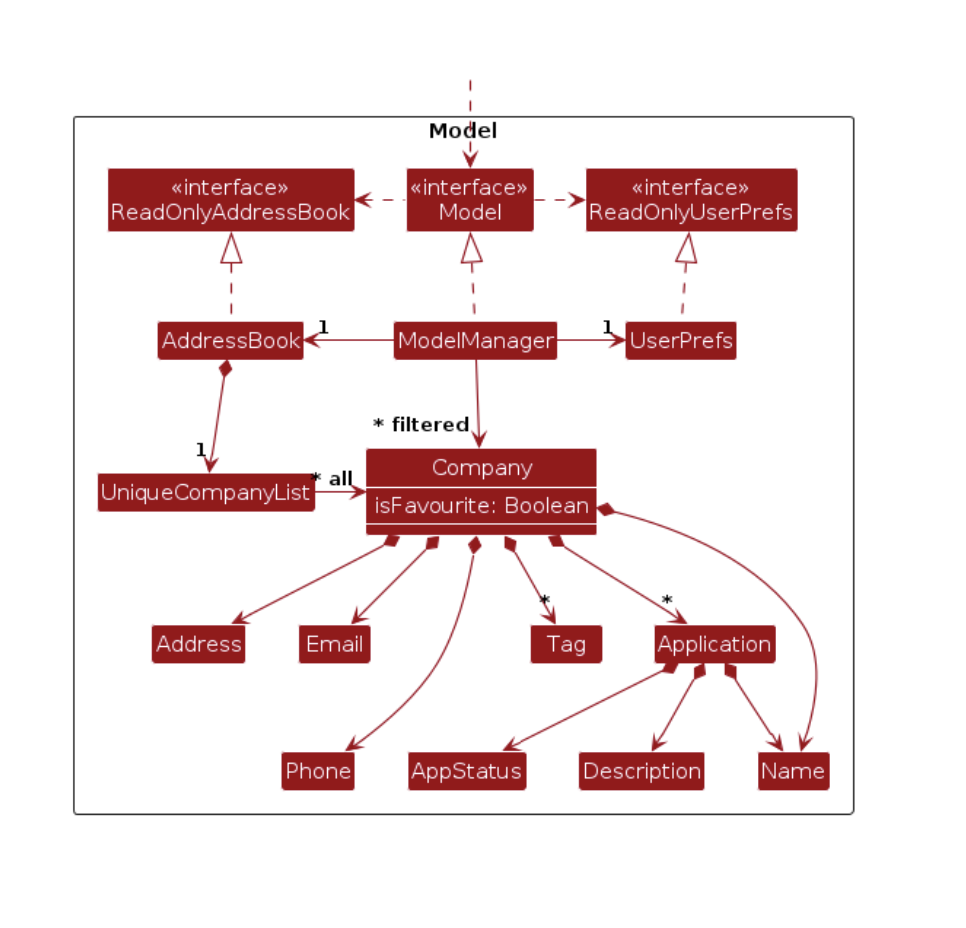 Model
«interface»
ReadOnlyAddressBook
«interface»
Model
«interface»
ReadOnlyUserPrefs
AddressBook
1
ModelManager
1
UserPrefs
* filtered
1
UniqueCompanyList
* all
Company
isFavourite: Boolean
*
*
Address
Email
Tag
Application
Phone
AppStatus
Description
Name